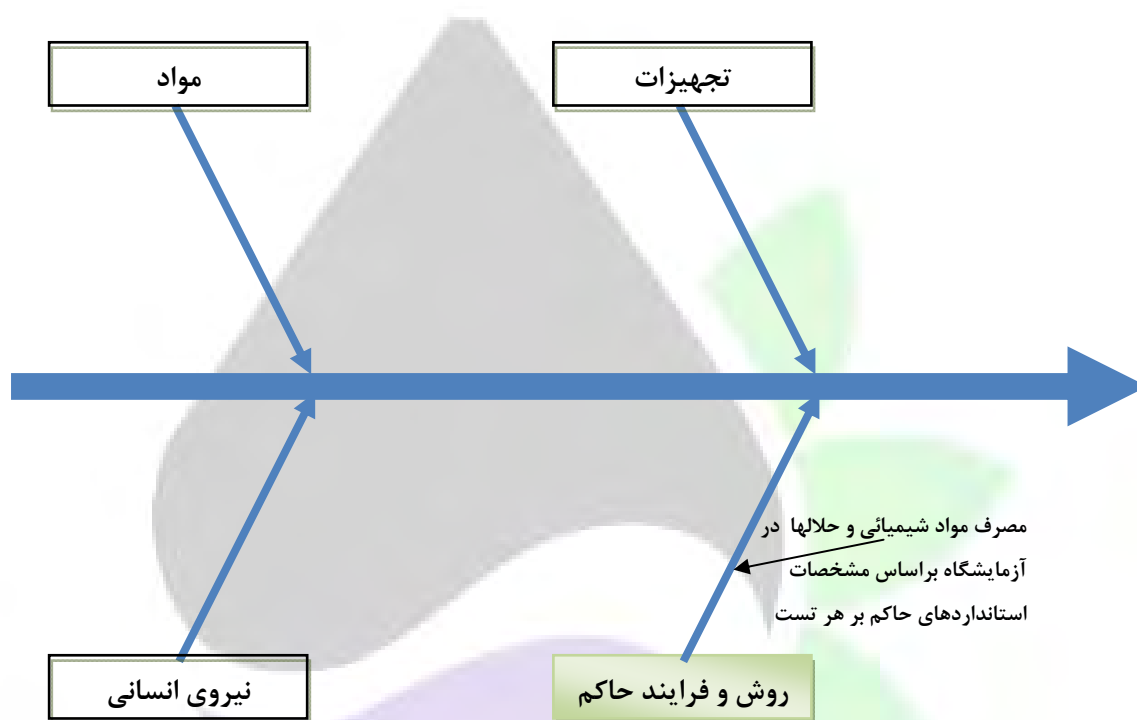 مواد
تجهیزات
مصرف مواد شیمیائی و حلالها در
آزمایشگاه براساس مشخصات
استانداردهای حاکم بر هر تست
نیروی انسانی
روش و فرایند حاکم